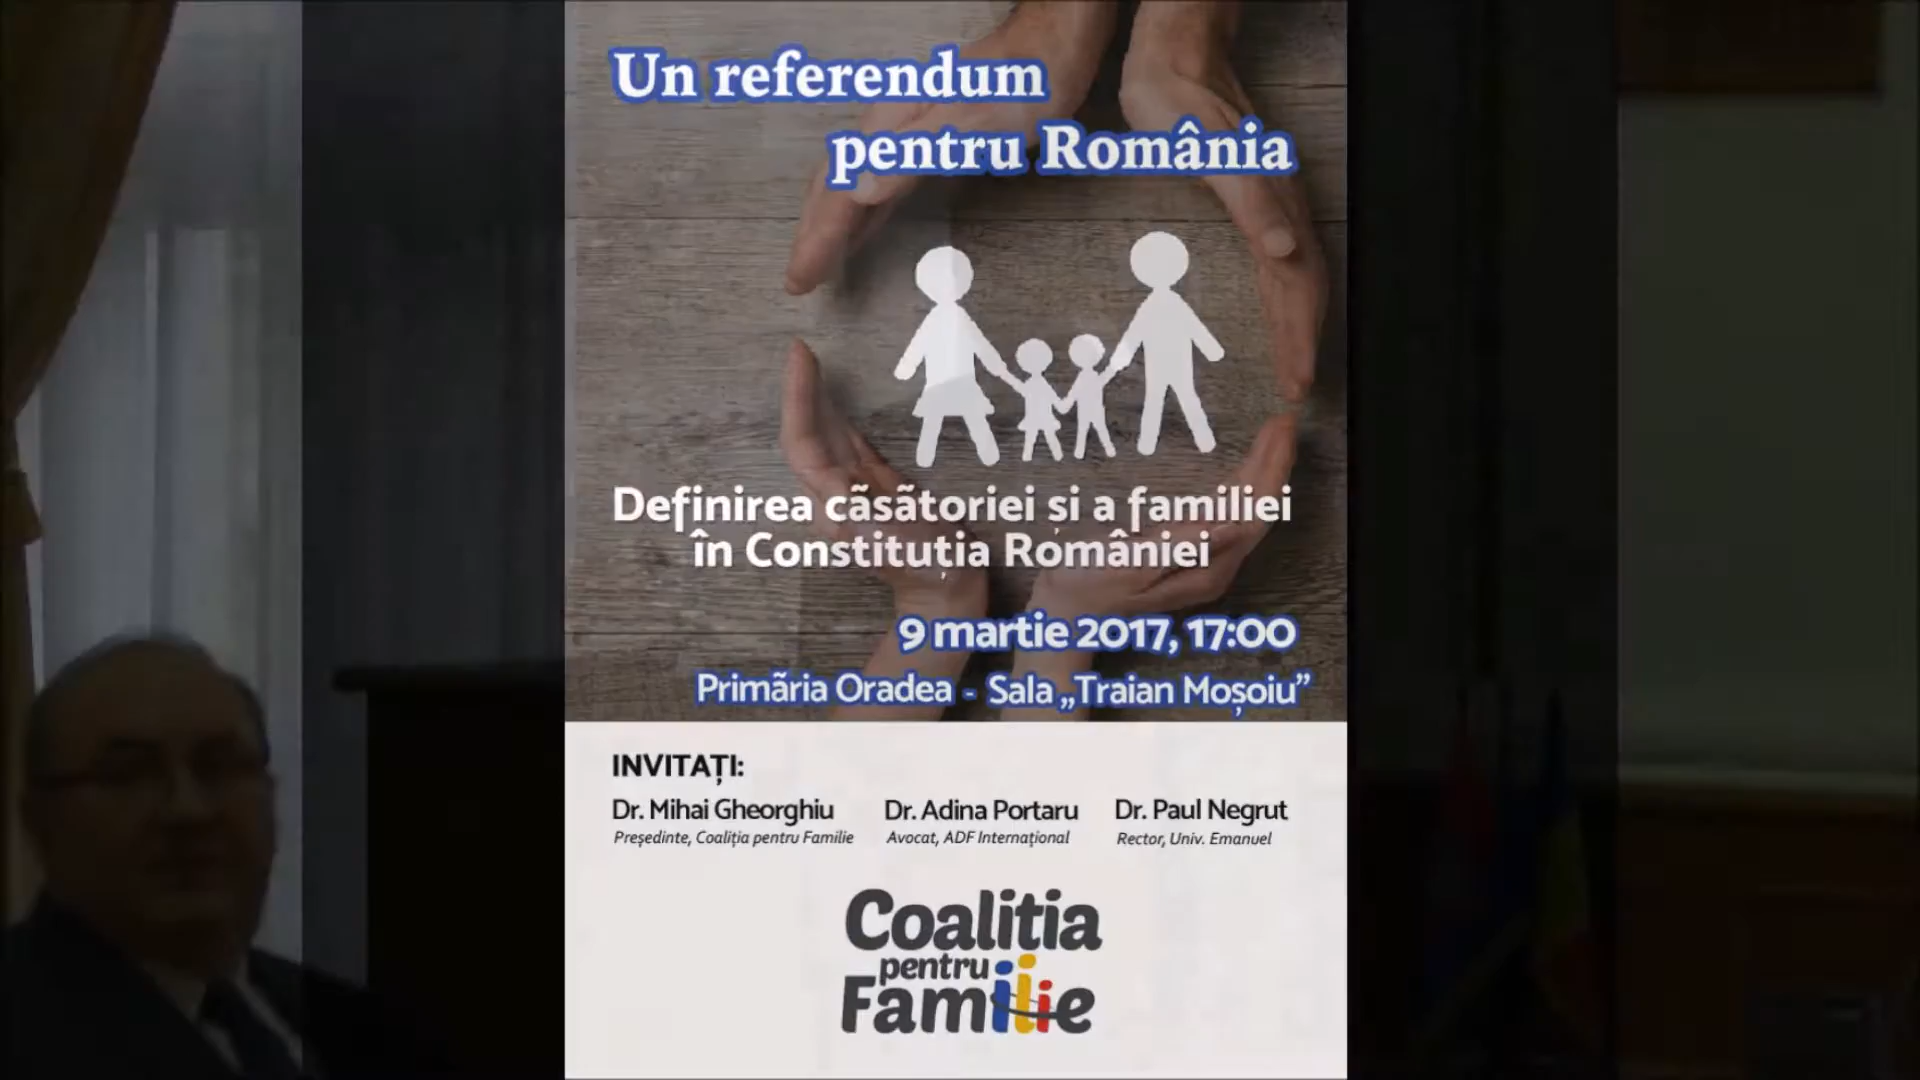 Un referendum
pentru România
Definirea cãsãtoriei și a familiei
în Constituția României
9 martie 2017, 17:00
Primãria Oradea - Sala „Traian Moșoiu”
INVITAȚI:
Dr. Mihai Gheorghiu Dr. Adina Portaru Dr. Paul Negrut
Președinte, Coaliția pentru Familie Avocat, ADF Internațional Rector, Univ. Emanuel
Coalitia
pentru
Familie